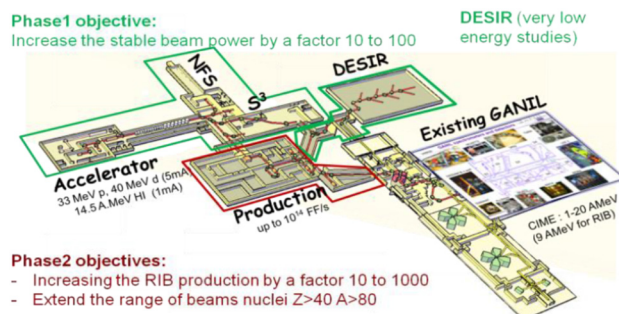 Phase1 objective:
Increase the stable beam power by a factor 10 to 100
DESIR (very low
energy studies)
NFS
S³
DESIR
Existing GANIL
Accelerator
33 MeV p, 40 MeV d (5mA)
14.5 A.MeV HI (1mA)
Production
up to 10¹⁴ FF/s
CIME : 1-20 AMeV
(9 AMeV for RIB)
Phase2 objectives:
- Increasing the RIB production by a factor 10 to 1000
- Extend the range of beams nuclei Z>40 A>80